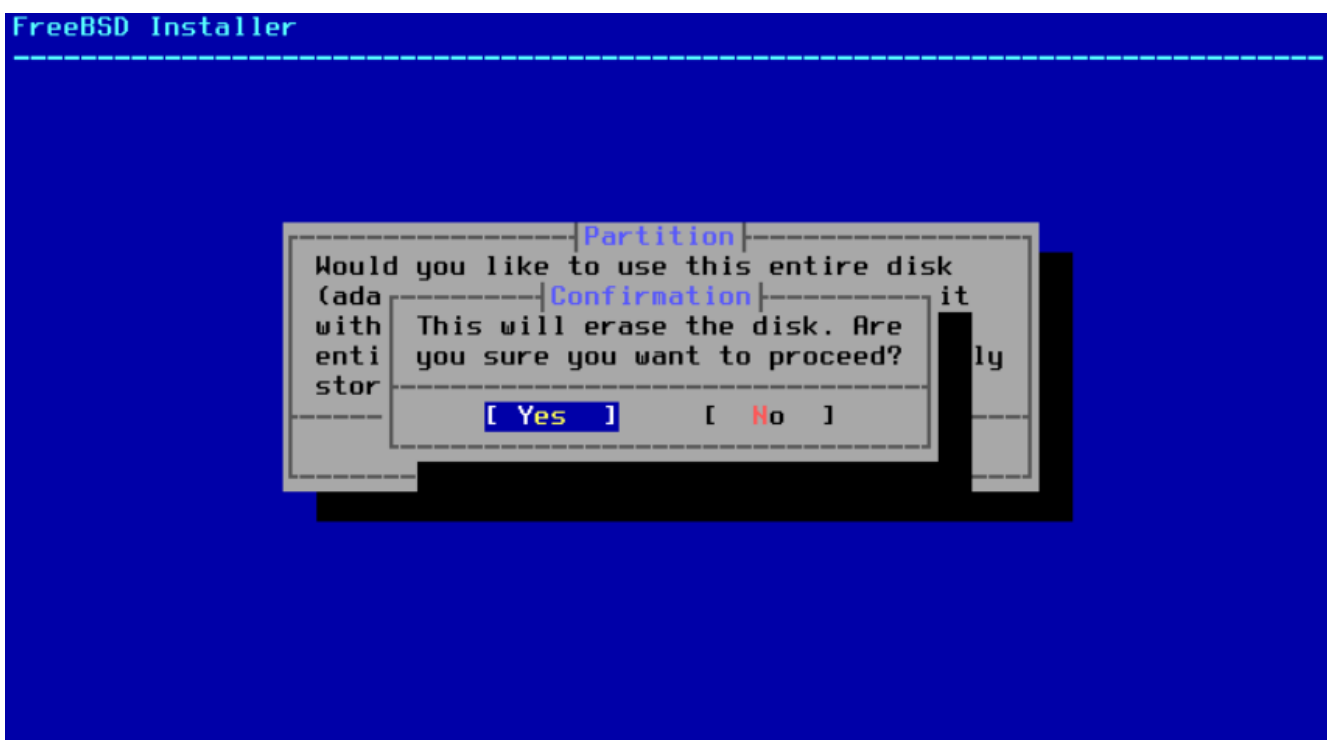 FreeBSD Installer
Partition
Would you like to use this entire disk
(ada it
with
enti ly
stor
Confirmation
This will erase the disk. Are
you sure you want to proceed?
[ Yes ] [ No ]